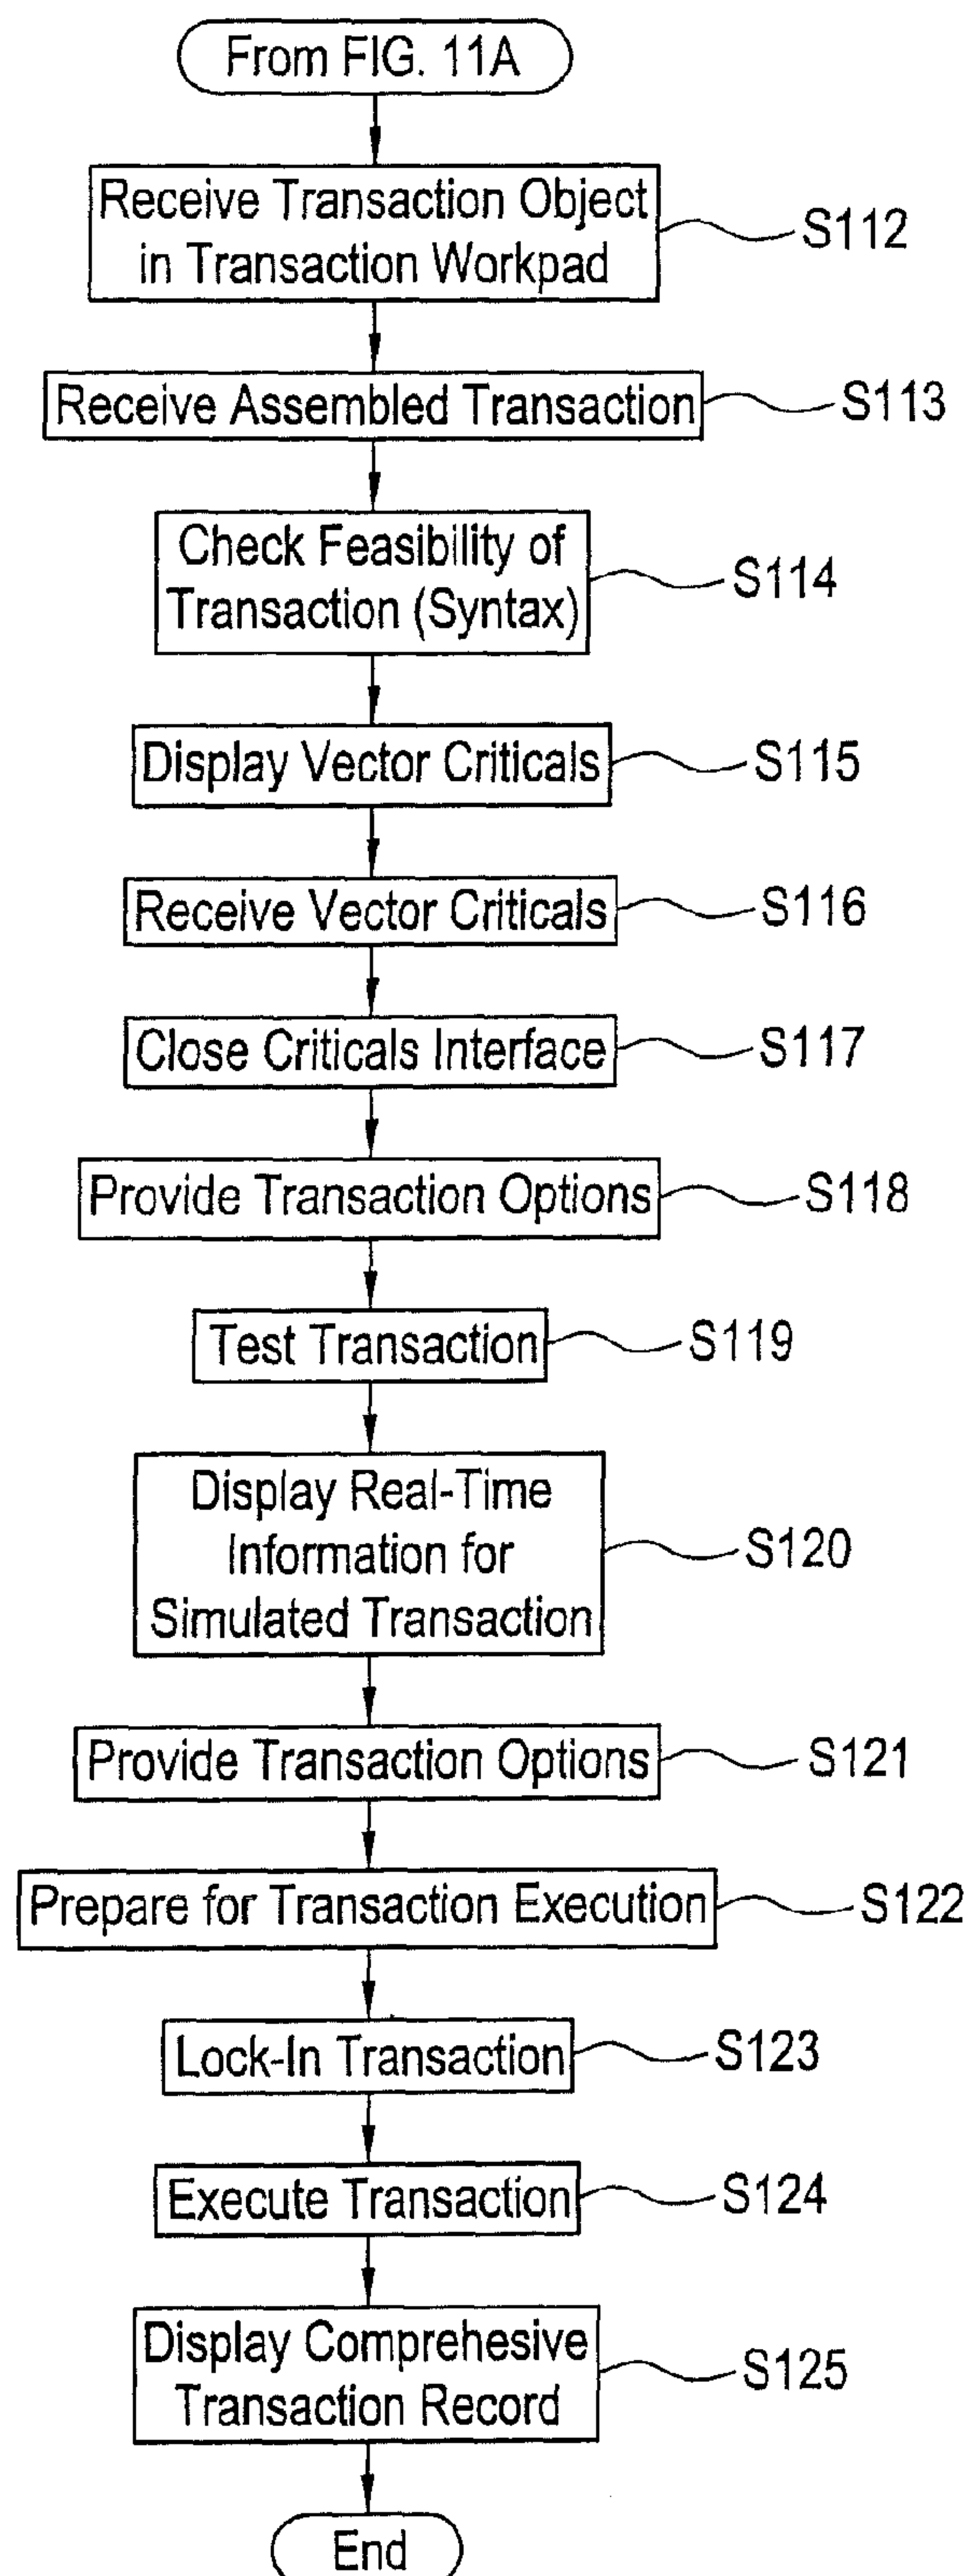 From FIG. 11A
Receive Transaction Object
in Transaction Workpad
S112
Receive Assembled Transaction
S113
Check Feasibility of
Transaction (Syntax)
S114
Display Vector Criticals
S115
Receive Vector Criticals
S116
Close Criticals Interface
S117
Provide Transaction Options
S118
Test Transaction
S119
Display Real-Time
Information for
Simulated Transaction
S120
Provide Transaction Options
S121
Prepare for Transaction Execution
S122
Lock-In Transaction
S123
Execute Transaction
S124
Display Comprehesive
Transaction Record
S125
End